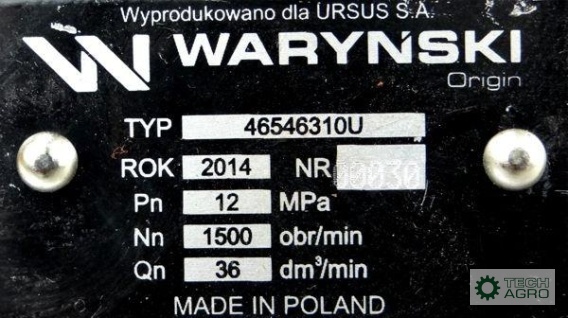 Wyprodukowano dla URSUS S.A.
WARYŃSKI
Origin
TYP 46546310U
ROK 2014 NR 00030
Pn 12 MPa
Nn 1500 obr/min
Qn 36 dm³/min
MADE IN POLAND
TECH
AGRO